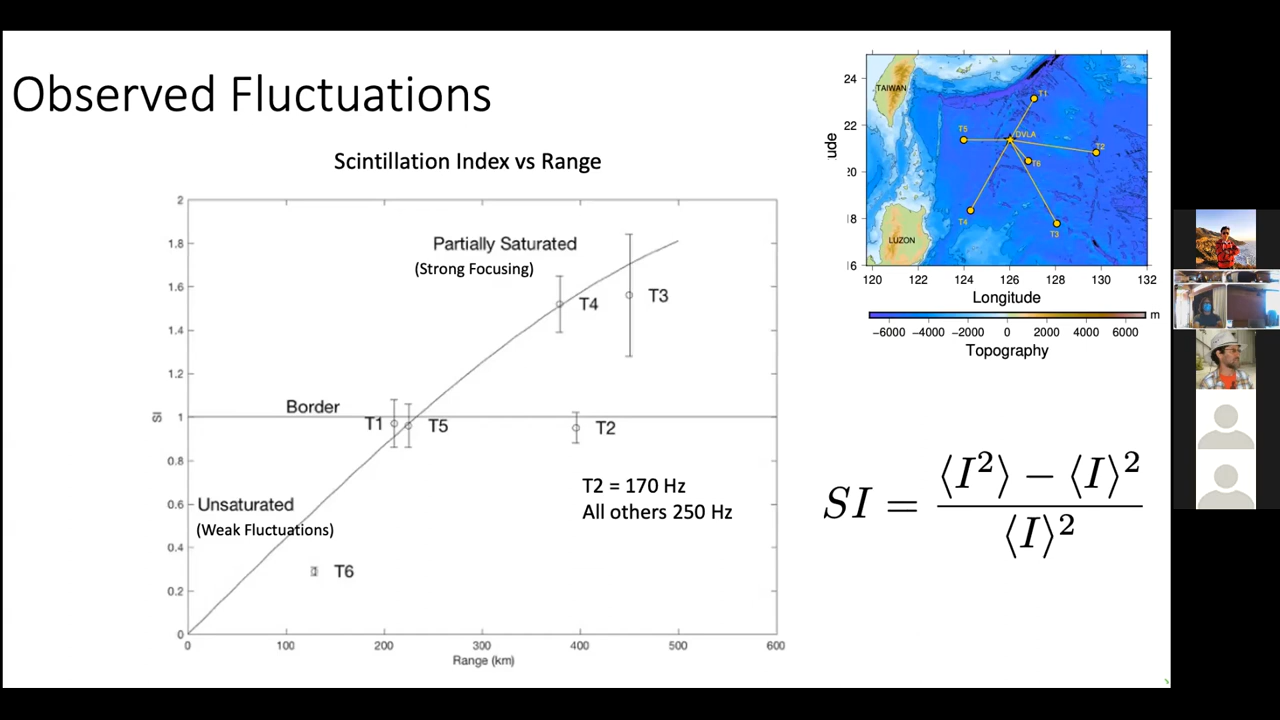 Observed Fluctuations
Scintillation Index vs Range
2
1.8
1.6
1.4
1.2
1
0.8
0.6
0.4
0.2
0
SI
0 100 200 300 400 500 600
Range (km)
Partially Saturated
(Strong Focusing)
T4
T3
Border
T1
T5
T2
T2 = 170 Hz
All others 250 Hz
Unsaturated
(Weak Fluctuations)
T6
24
22
20
18
16
ude
TAIWAN
LUZON
T1
T5
DVLA
T2
T6
T4
T3
120 122 124 126 128 130 132
Longitude
−6000 −4000 −2000 0 2000 4000 6000
m
Topography
SI = (⟨I²⟩ − ⟨I⟩²) / ⟨I⟩²